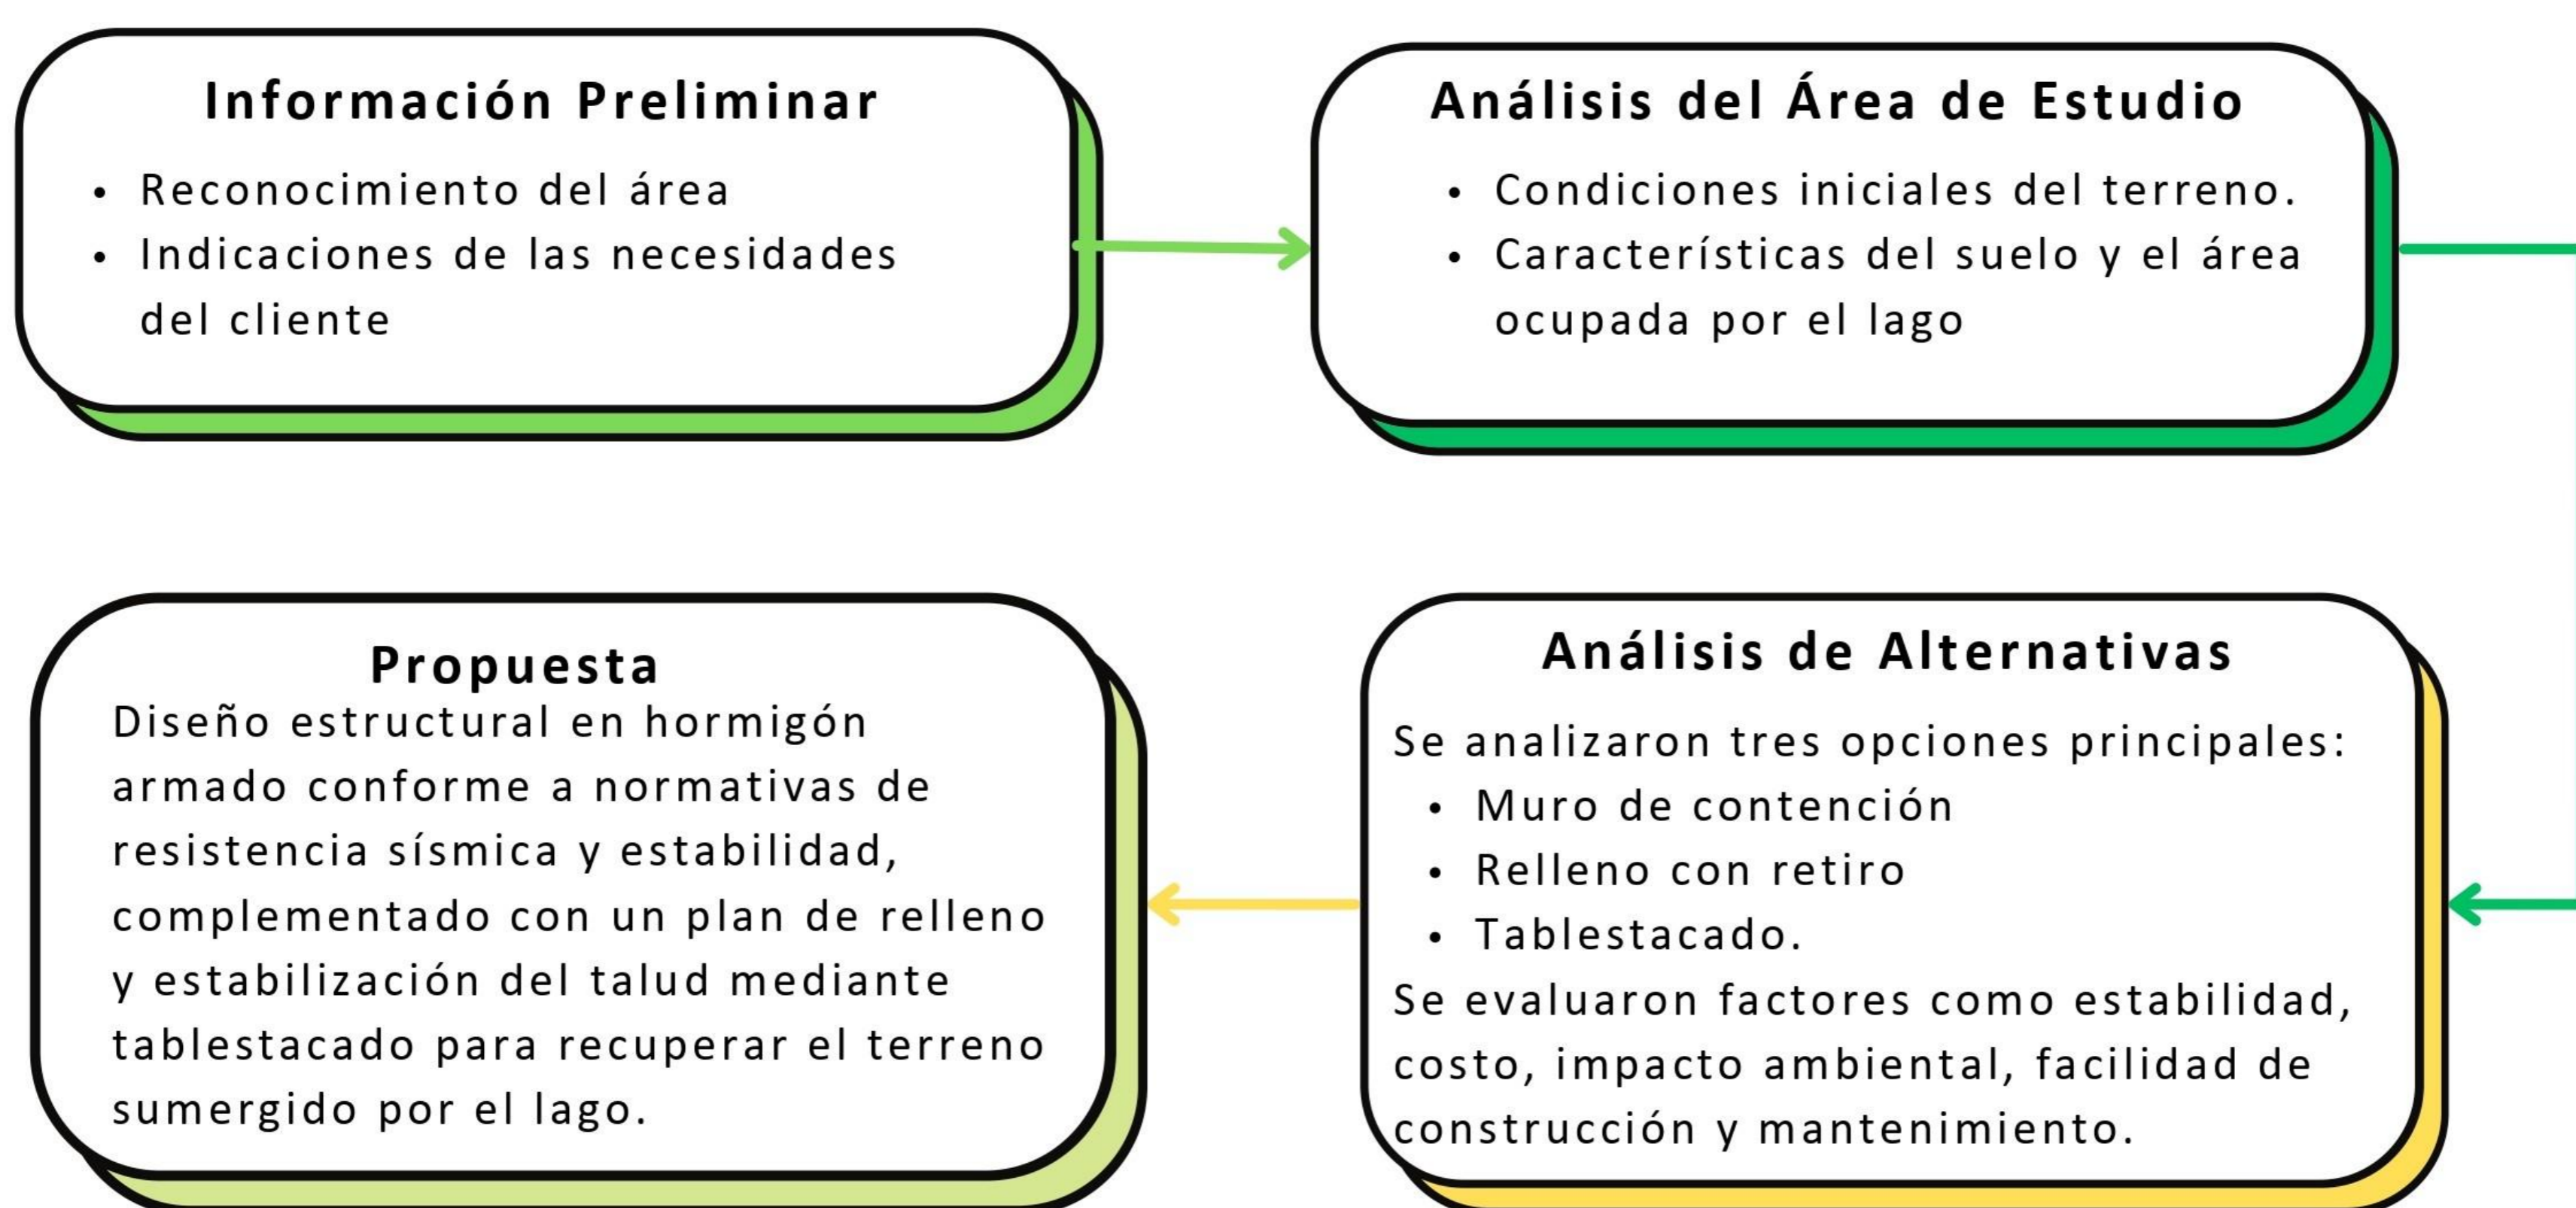 Información Preliminar
• Reconocimiento del área
• Indicaciones de las necesidades
del cliente
Análisis del Área de Estudio
• Condiciones iniciales del terreno.
• Características del suelo y el área
ocupada por el lago
Análisis de Alternativas
Se analizaron tres opciones principales:
• Muro de contención
• Relleno con retiro
• Tablestacado.
Se evaluaron factores como estabilidad,
costo, impacto ambiental, facilidad de
construcción y mantenimiento.
Propuesta
Diseño estructural en hormigón
armado conforme a normativas de
resistencia sísmica y estabilidad,
complementado con un plan de relleno
y estabilización del talud mediante
tablestacado para recuperar el terreno
sumergido por el lago.